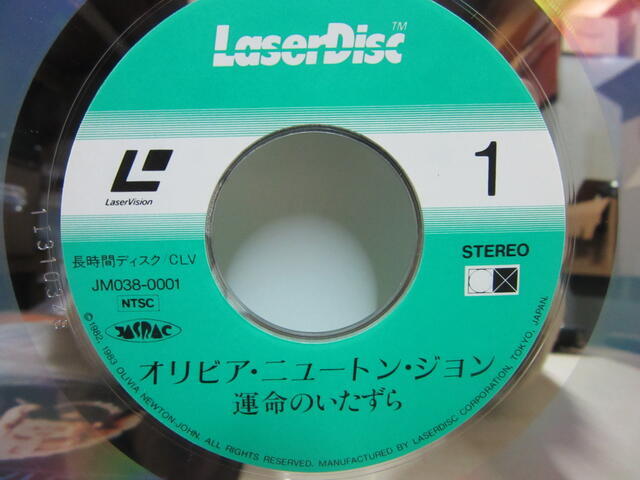 LaserDisc™
LaserVision
1
長時間ディスク/CLV
STEREO
JM038-0001
NTSC
JASRAC
オリビア・ニュートン・ジョン
運命のいたずら
©1982, 1983 OLIVIA NEWTON-JOHN. ALL RIGHTS RESERVED. MANUFACTURED BY LASERDISC CORPORATION, TOKYO, JAPAN.